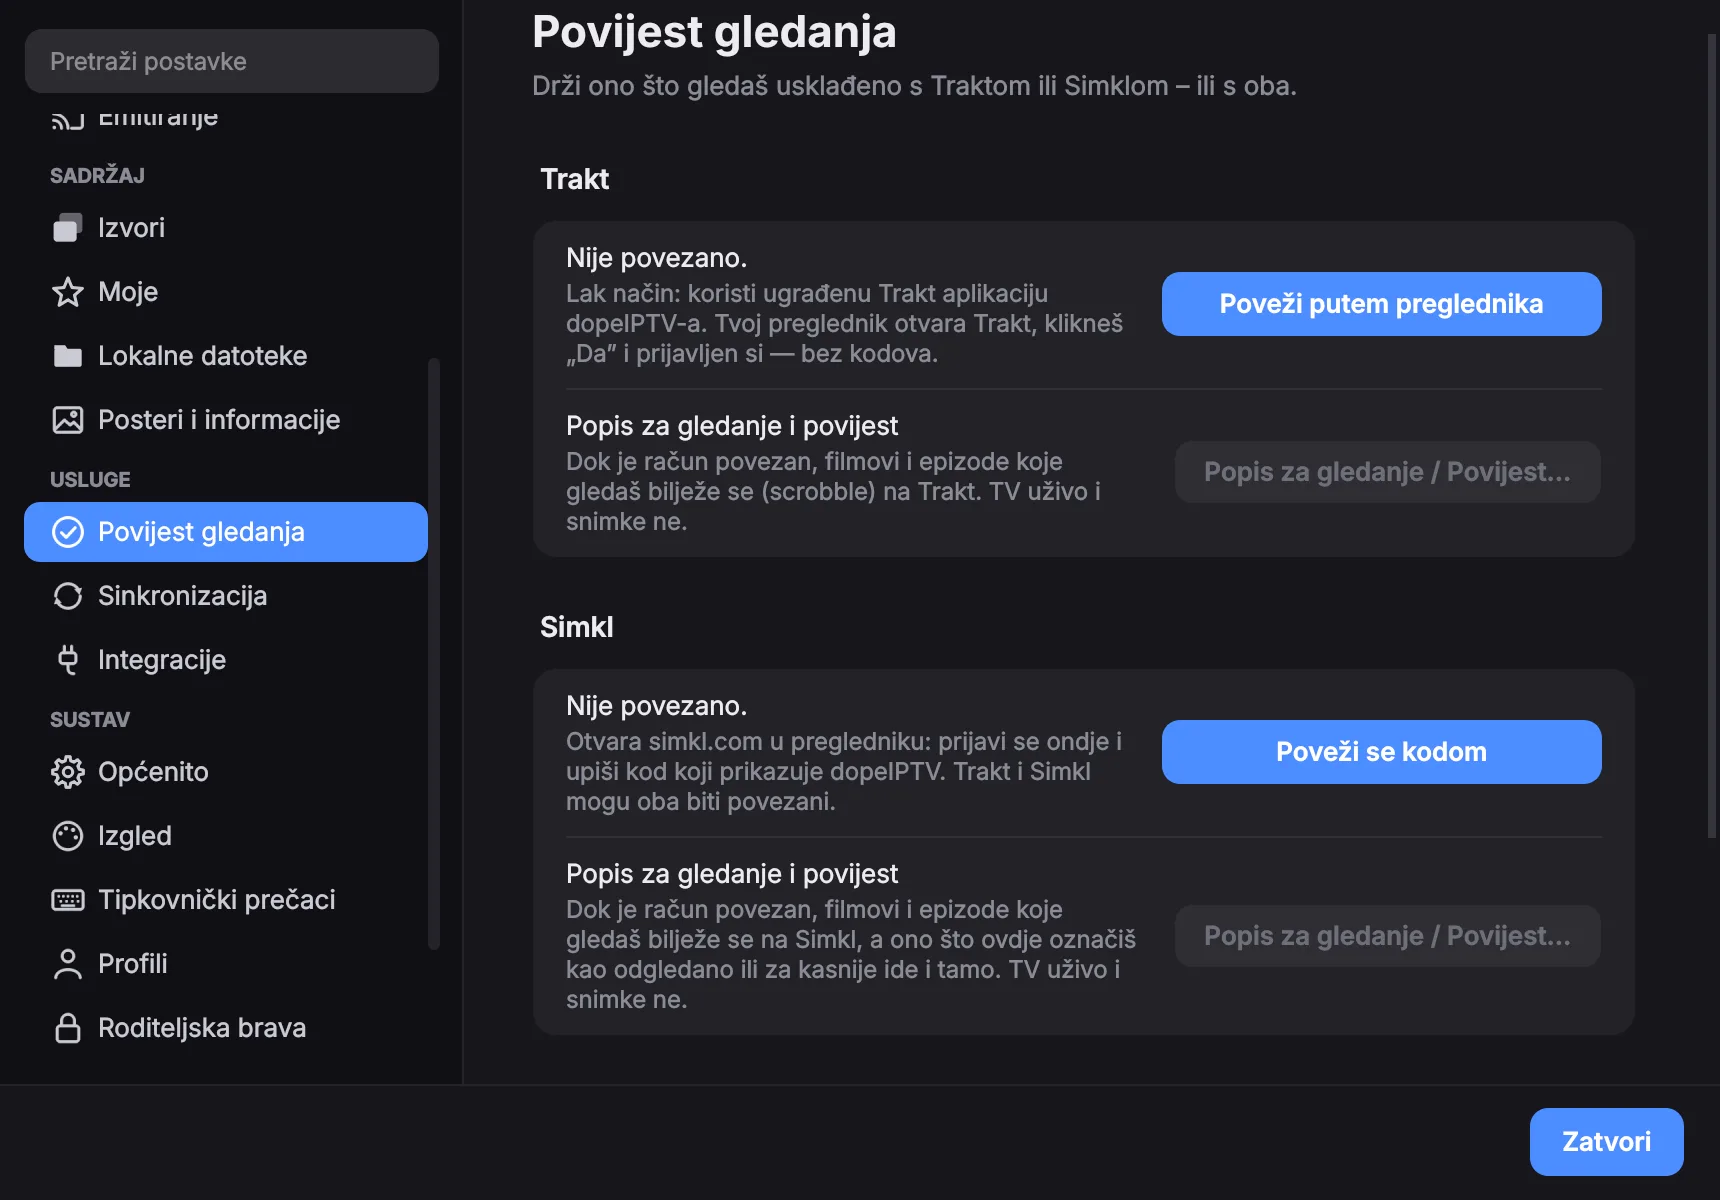 Pretraži postavke
Emitiranje
SADRŽAJ
Izvori
Moje
Lokalne datoteke
Posteri i informacije
USLUGE
Povijest gledanja
Sinkronizacija
Integracije
SUSTAV
Općenito
Izgled
Tipkovnički prečaci
Profili
Roditeljska brava
Povijest gledanja
Drži ono što gledaš usklađeno s Traktom ili Simklom – ili s oba.
Trakt
Nije povezano.
Lak način: koristi ugrađenu Trakt aplikaciju
dopeIPTV-a. Tvoj preglednik otvara Trakt, klikneš
„Da” i prijavljen si — bez kodova.
Poveži putem preglednika
Popis za gledanje i povijest
Dok je račun povezan, filmovi i epizode koje
gledaš bilježe se (scrobble) na Trakt. TV uživo i
snimke ne.
Popis za gledanje / Povijest...
Simkl
Nije povezano.
Otvara simkl.com u pregledniku: prijavi se ondje i
upiši kod koji prikazuje dopeIPTV. Trakt i Simkl
mogu oba biti povezani.
Poveži se kodom
Popis za gledanje i povijest
Dok je račun povezan, filmovi i epizode koje
gledaš bilježe se na Simkl, a ono što ovdje označiš
kao odgledano ili za kasnije ide i tamo. TV uživo i
snimke ne.
Popis za gledanje / Povijest...
Zatvori